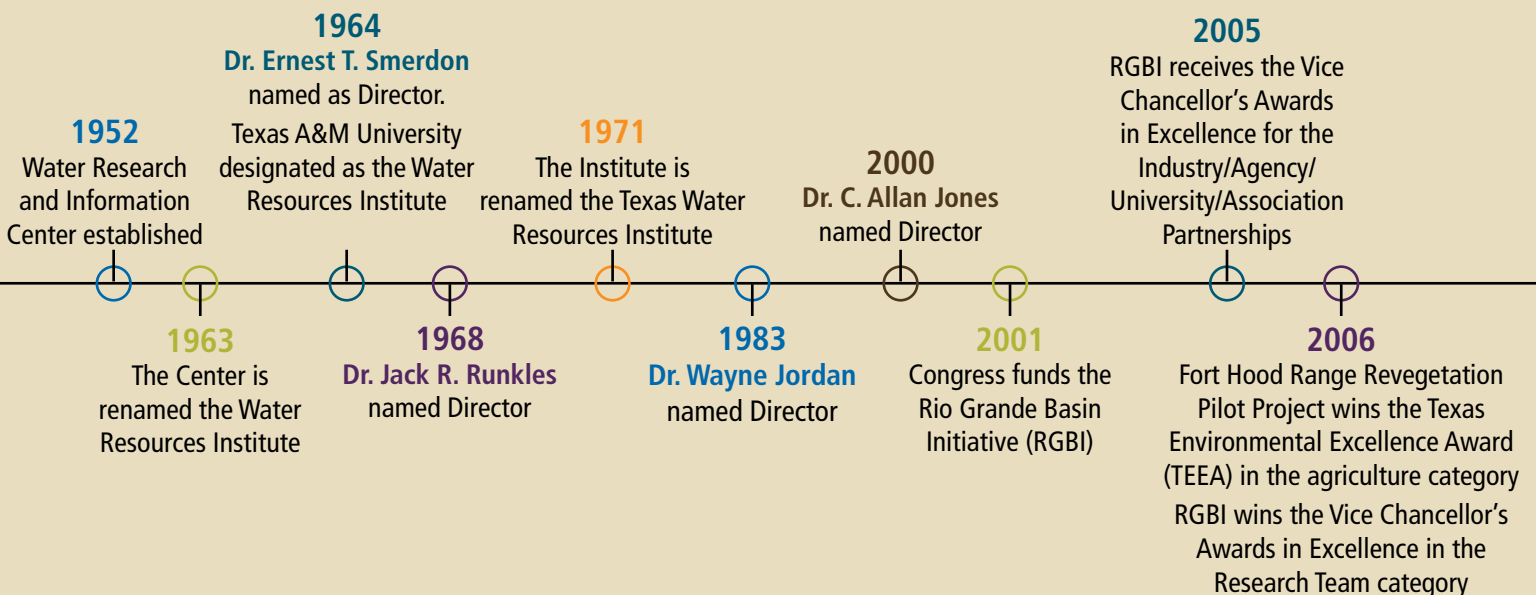 1952
Water Research
and Information
Center established
1963
The Center is
renamed the Water
Resources Institute
1964
Dr. Ernest T. Smerdon
named as Director.
Texas A&M University
designated as the Water
Resources Institute
1968
Dr. Jack R. Runkles
named Director
1971
The Institute is
renamed the Texas Water
Resources Institute
1983
Dr. Wayne Jordan
named Director
2000
Dr. C. Allan Jones
named Director
2001
Congress funds the
Rio Grande Basin
Initiative (RGBI)
2005
RGBI receives the Vice
Chancellor’s Awards
in Excellence for the
Industry/Agency/
University/Association
Partnerships
2006
Fort Hood Range Revegetation
Pilot Project wins the Texas
Environmental Excellence Award
(TEEA) in the agriculture category
RGBI wins the Vice Chancellor’s
Awards in Excellence in the
Research Team category